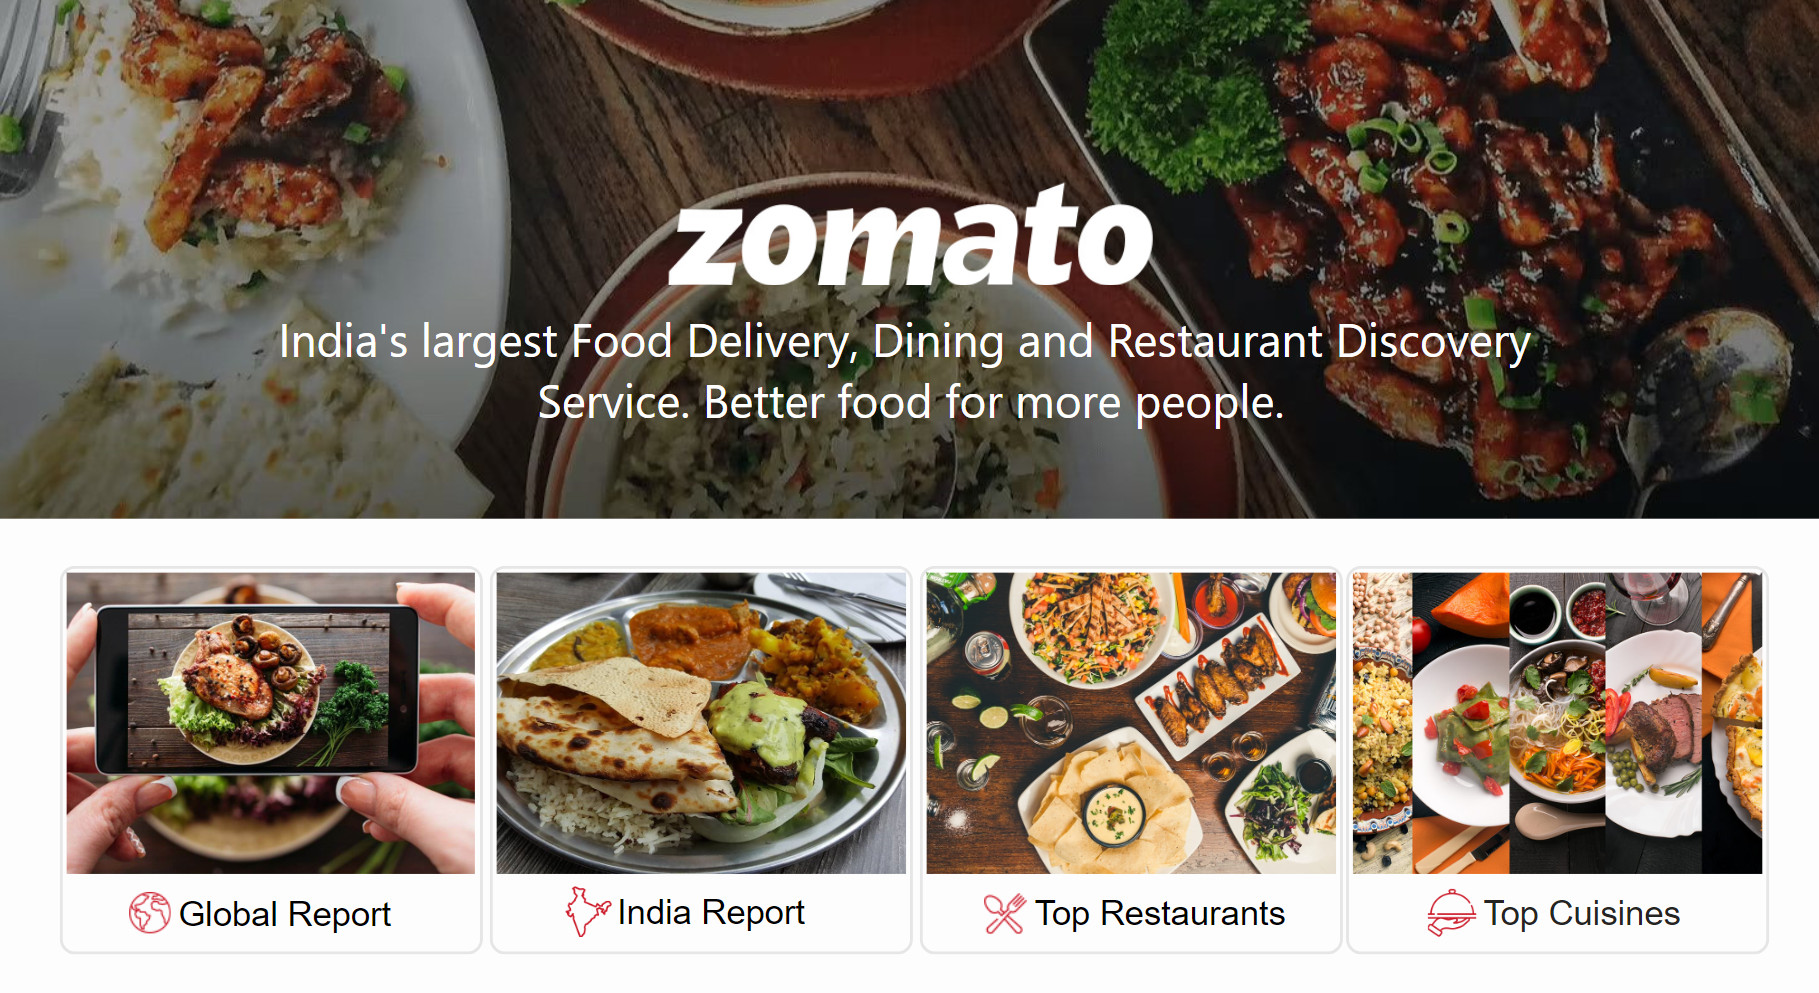 zomato
India's largest Food Delivery, Dining and Restaurant Discovery
Service. Better food for more people.
Global Report
India Report
Top Restaurants
Top Cuisines